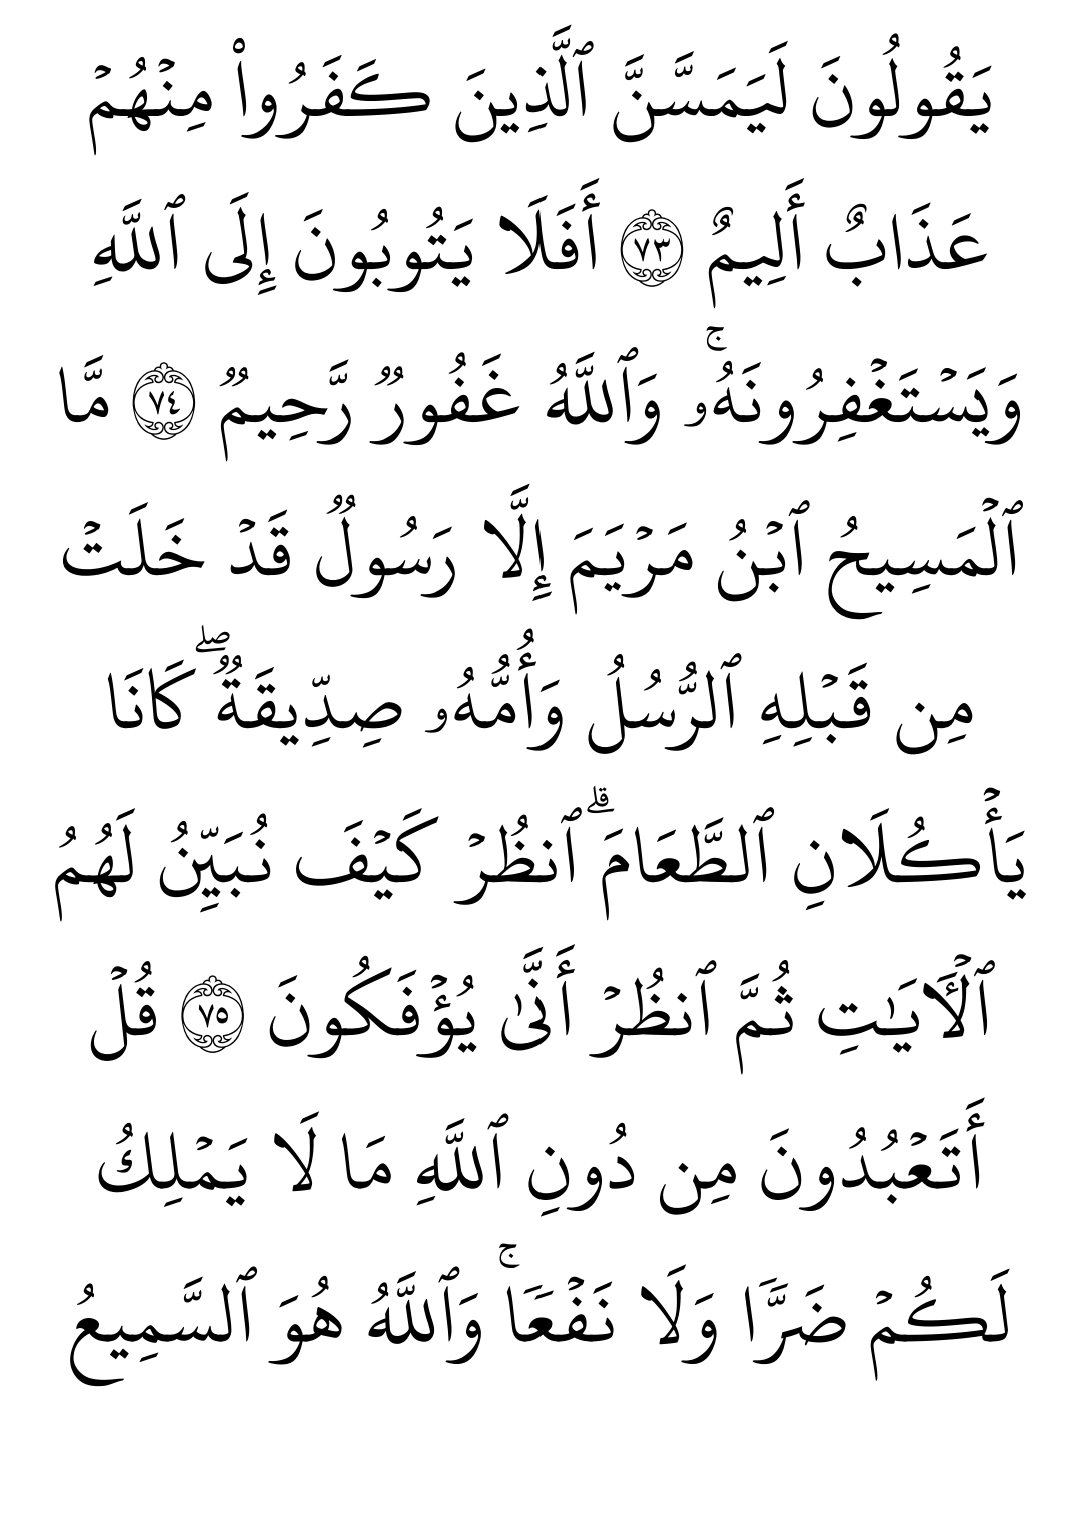 يَقُولُونَ لَيَمَسَّنَّ ٱلَّذِينَ كَفَرُوا۟ مِنْهُمْ
عَذَابٌ أَلِيمٌ ٧٣ أَفَلَا يَتُوبُونَ إِلَى ٱللَّهِ
وَيَسْتَغْفِرُونَهُۥۚ وَٱللَّهُ غَفُورٌ رَّحِيمٌ ٧٤ مَّا
ٱلْمَسِيحُ ٱبْنُ مَرْيَمَ إِلَّا رَسُولٌ قَدْ خَلَتْ
مِن قَبْلِهِ ٱلرُّسُلُ وَأُمُّهُۥ صِدِّيقَةٌۖ كَانَا
يَأْكُلَانِ ٱلطَّعَامَۗ ٱنظُرْ كَيْفَ نُبَيِّنُ لَهُمُ
ٱلْـَٔايَـٰتِ ثُمَّ ٱنظُرْ أَنَّىٰ يُؤْفَكُونَ ٧٥ قُلْ
أَتَعْبُدُونَ مِن دُونِ ٱللَّهِ مَا لَا يَمْلِكُ
لَكُمْ ضَرًّا وَلَا نَفْعًاۚ وَٱللَّهُ هُوَ ٱلسَّمِيعُ